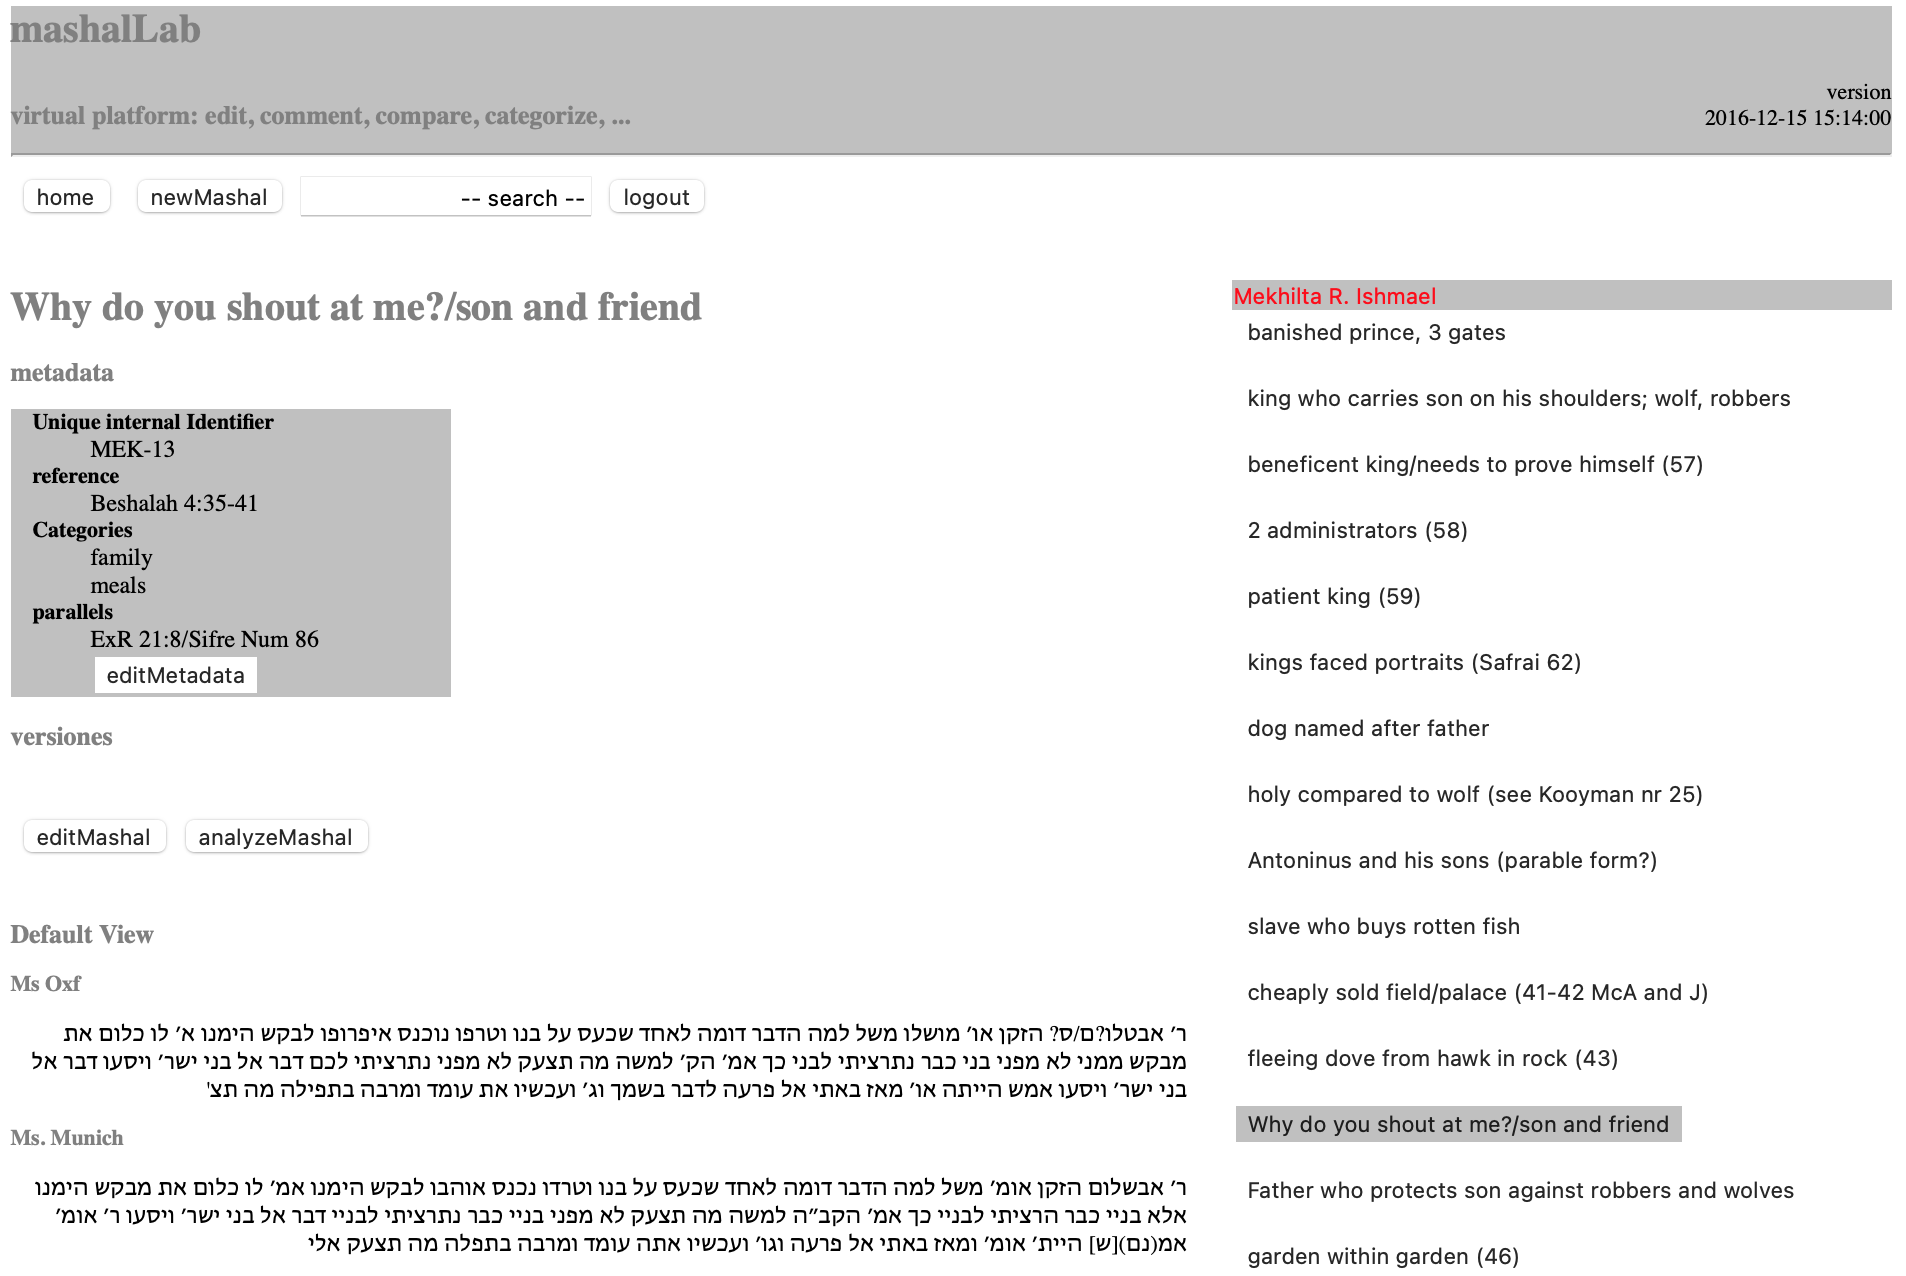 mashalLab
virtual platform: edit, comment, compare, categorize, ...
version
2016-12-15 15:14:00
home
newMashal
-- search --
logout
Why do you shout at me?/son and friend
metadata
Unique internal Identifier
MEK-13
reference
Beshalah 4:35-41
Categories
family
meals
parallels
ExR 21:8/Sifre Num 86
editMetadata
versiones
editMashal
analyzeMashal
Default View
Ms Oxf
ר׳ אבטלו?ם/ס? הזקן או׳ מושלו משל למה הדבר דומה לאחד שכעס על בנו וטרפו נוכנס איפרופו לבקש הימנו א׳ לו כלום את
מבקש ממני לא מפני בני כבר נתרציתי לבני כך אמ׳ הק׳ למשה מה תצעק לא מפני נתרציתי לכם דבר אל בני ישר׳ ויסעו דבר אל
בני ישר׳ ויסעו אמש הייתה או׳ מאז באתי אל פרעה לדבר בשמך וג׳ ועכשיו את עומד ומרבה בתפילה מה תצ'
Ms. Munich
ר׳ אבשלום הזקן אומ׳ משל למה הדבר דומה לאחד שכעס על בנו וטרדו נכנס אוהבו לבקש הימנו אמ׳ לו כלום את מבקש הימנו
אלא בניי כבר הרציתי לבניי כך אמ׳ הקב״ה למשה מה תצעק לא מפני בניי כבר נתרציתי לבניי דבר אל בני ישר׳ ויסעו ר׳ אומ׳
אמ(נם)[ש] היית׳ אומ׳ ומאז באתי אל פרעה וגו׳ ועכשיו אתה עומד ומרבה בתפלה מה תצעק אלי
Mekhilta R. Ishmael
banished prince, 3 gates
king who carries son on his shoulders; wolf, robbers
beneficent king/needs to prove himself (57)
2 administrators (58)
patient king (59)
kings faced portraits (Safrai 62)
dog named after father
holy compared to wolf (see Kooyman nr 25)
Antoninus and his sons (parable form?)
slave who buys rotten fish
cheaply sold field/palace (41-42 McA and J)
fleeing dove from hawk in rock (43)
Why do you shout at me?/son and friend
Father who protects son against robbers and wolves
garden within garden (46)